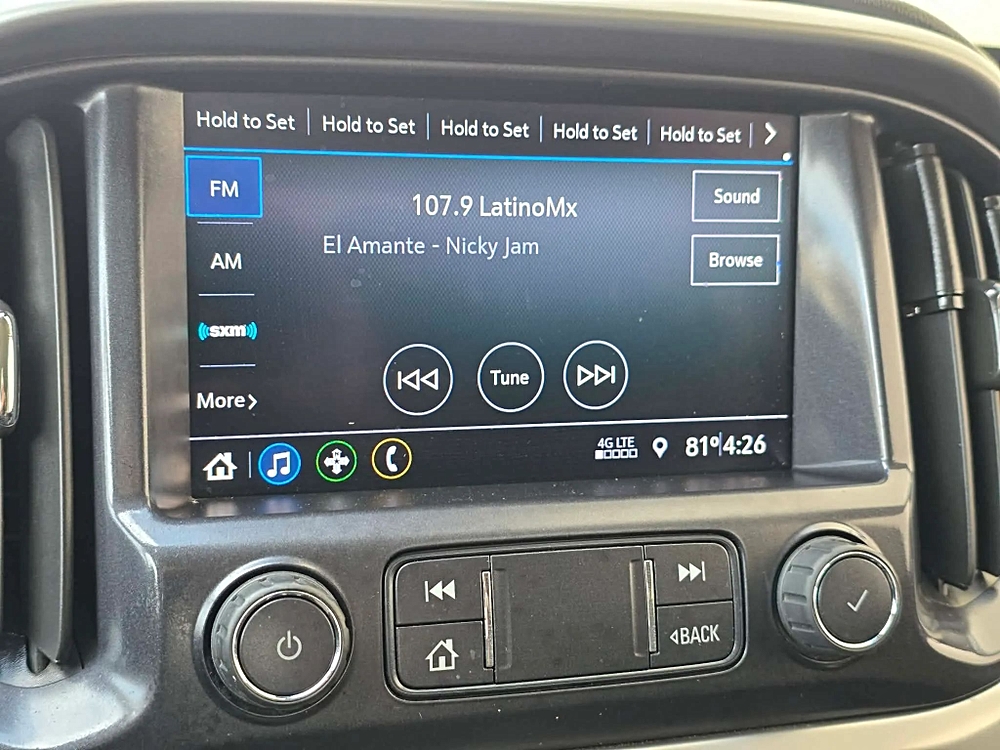 Hold to Set | Hold to Set | Hold to Set | Hold to Set | Hold to Set |
FM
107.9 LatinoMx
Sound
El Amante - Nicky Jam
AM
Browse
sxm
Tune
More
4G LTE
81° 4:26
BACK